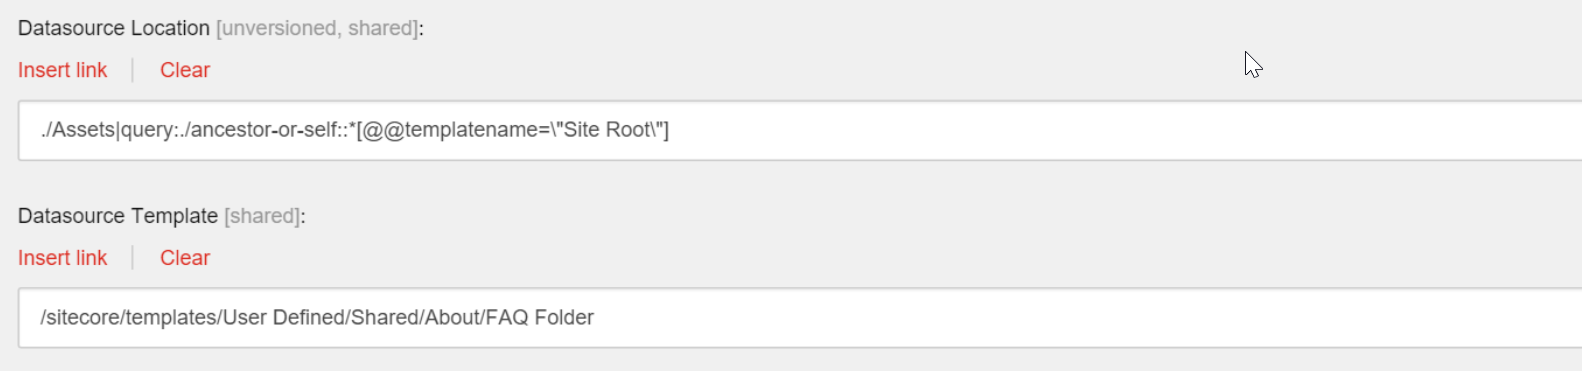 Datasource Location [unversioned, shared]:
Insert link | Clear
./Assets|query:./ancestor-or-self::*[@@templatename=\"Site Root\"]
Datasource Template [shared]:
Insert link | Clear
/sitecore/templates/User Defined/Shared/About/FAQ Folder